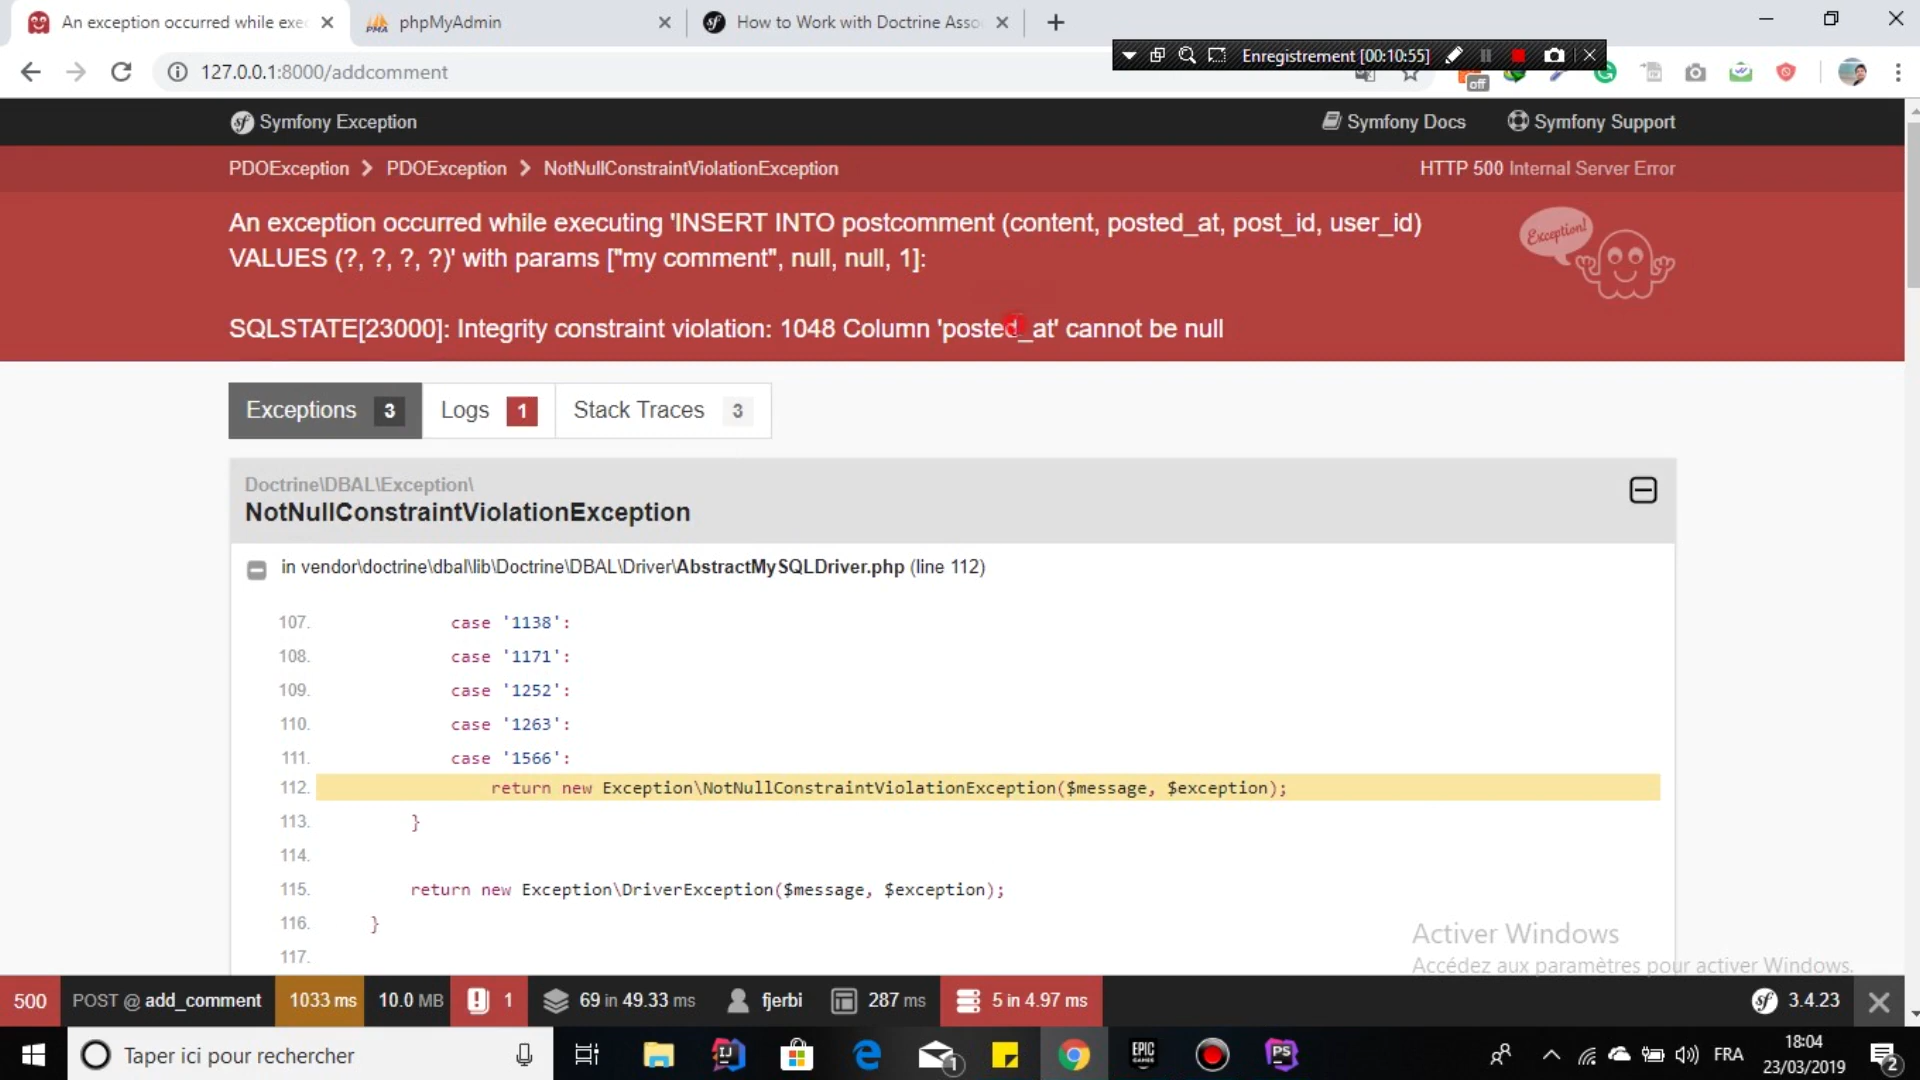 An exception occurred while exe
phpMyAdmin
How to Work with Doctrine Asso
Enregistrement [00:10:55]
127.0.0.1:8000/addcomment
off
Symfony Exception
Symfony Docs
Symfony Support
PDOException
PDOException
NotNullConstraintViolationException
HTTP 500 Internal Server Error
An exception occurred while executing 'INSERT INTO postcomment (content, posted_at, post_id, user_id)
VALUES (?, ?, ?, ?)' with params ["my comment", null, null, 1]:
Exception!
SQLSTATE[23000]: Integrity constraint violation: 1048 Column 'posted_at' cannot be null
Exceptions 3
Logs 1
Stack Traces 3
Doctrine\DBAL\Exception\
NotNullConstraintViolationException
in vendor\doctrine\dbal\lib\Doctrine\DBAL\Driver\AbstractMySQLDriver.php (line 112)
107. case '1138':
108. case '1171':
109. case '1252':
110. case '1263':
111. case '1566':
112. return new Exception\NotNullConstraintViolationException($message, $exception);
113. }
114.
115. return new Exception\DriverException($message, $exception);
116. }
117.
Activer Windows
Accédez aux paramètres pour activer Windows.
500 POST @ add_comment 1033 ms 10.0 MB 1 69 in 49.33 ms fjerbi 287 ms 5 in 4.97 ms 3.4.23
Taper ici pour rechercher
FRA
18:04
23/03/2019